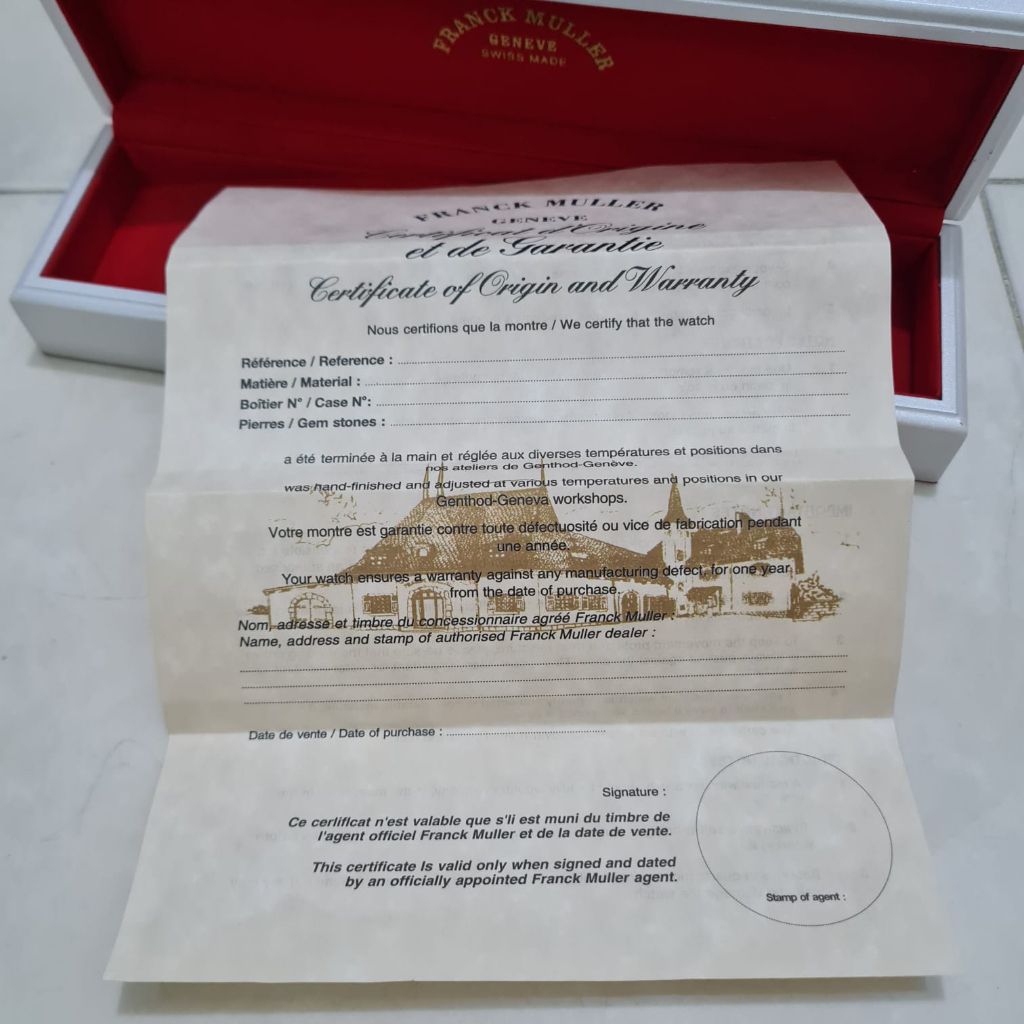 FRANCK MULLER
GENEVE
SWISS MADE
FRANCK MULLER
GENEVE
Certificat d'Origine
et de Garantie
Certificate of Origin and Warranty
Nous certifions que la montre / We certify that the watch
Référence / Reference :
Matière / Material :
Boîtier N° / Case N°:
Pierres / Gem stones :
a été terminée à la main et réglée aux diverses températures et positions dans
nos ateliers de Genthod-Genève.
was hand-finished and adjusted at various temperatures and positions in our
Genthod-Geneva workshops.
Votre montre est garantie contre toute défectuosité ou vice de fabrication pendant
une année.
Your watch ensures a warranty against any manufacturing defect, for one year
from the date of purchase.
Nom, adresse et timbre du concessionnaire agréé Franck Muller :
Name, address and stamp of authorised Franck Muller dealer :
Date de vente / Date of purchase :
Signature :
Ce certificat n'est valable que s'li est muni du timbre de
l'agent officiel Franck Muller et de la date de vente.
This certificate Is valid only when signed and dated
by an officially appointed Franck Muller agent.
Stamp of agent :